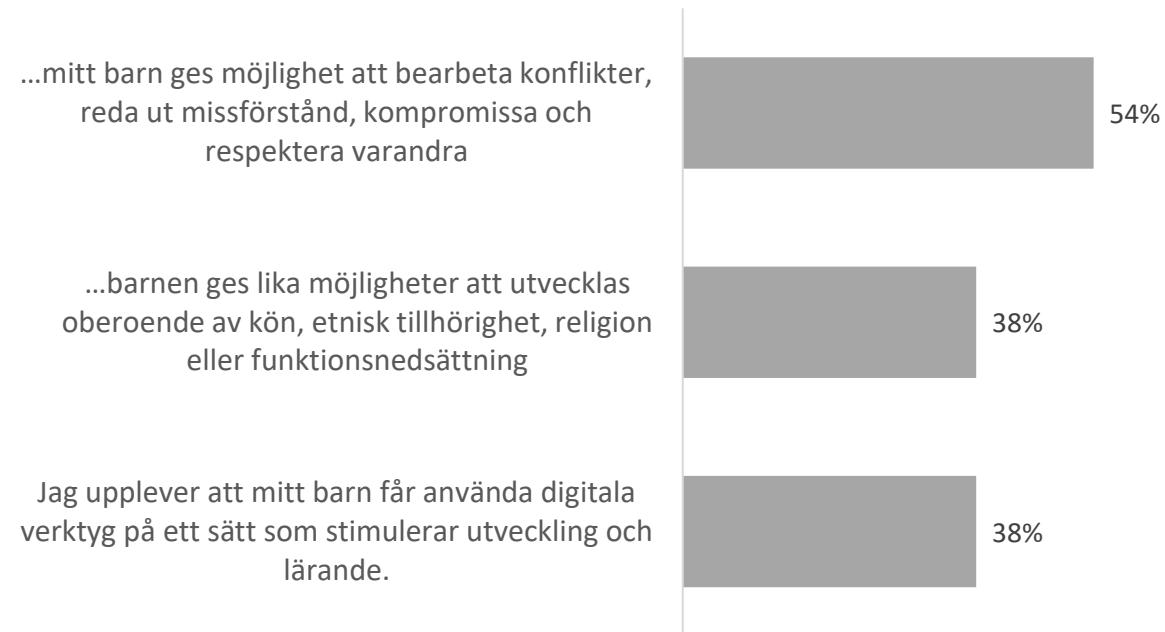 …mitt barn ges möjlighet att bearbeta konflikter,
reda ut missförstånd, kompromissa och
respektera varandra
54%
…barnen ges lika möjligheter att utvecklas
oberoende av kön, etnisk tillhörighet, religion
eller funktionsnedsättning
38%
Jag upplever att mitt barn får använda digitala
verktyg på ett sätt som stimulerar utveckling och
lärande.
38%